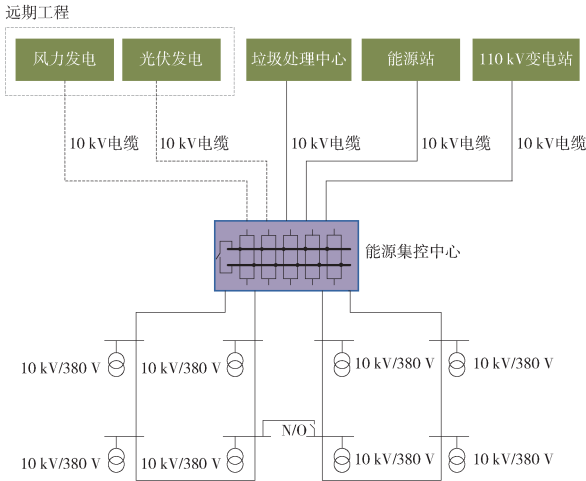 远期工程
风力发电
光伏发电
垃圾处理中心
能源站
110 kV变电站
10 kV电缆
10 kV电缆
10 kV电缆
10 kV电缆
10 kV电缆
能源集控中心
10 kV/380 V
10 kV/380 V
10 kV/380 V
10 kV/380 V
N/O
10 kV/380 V
10 kV/380 V
10 kV/380 V
10 kV/380 V